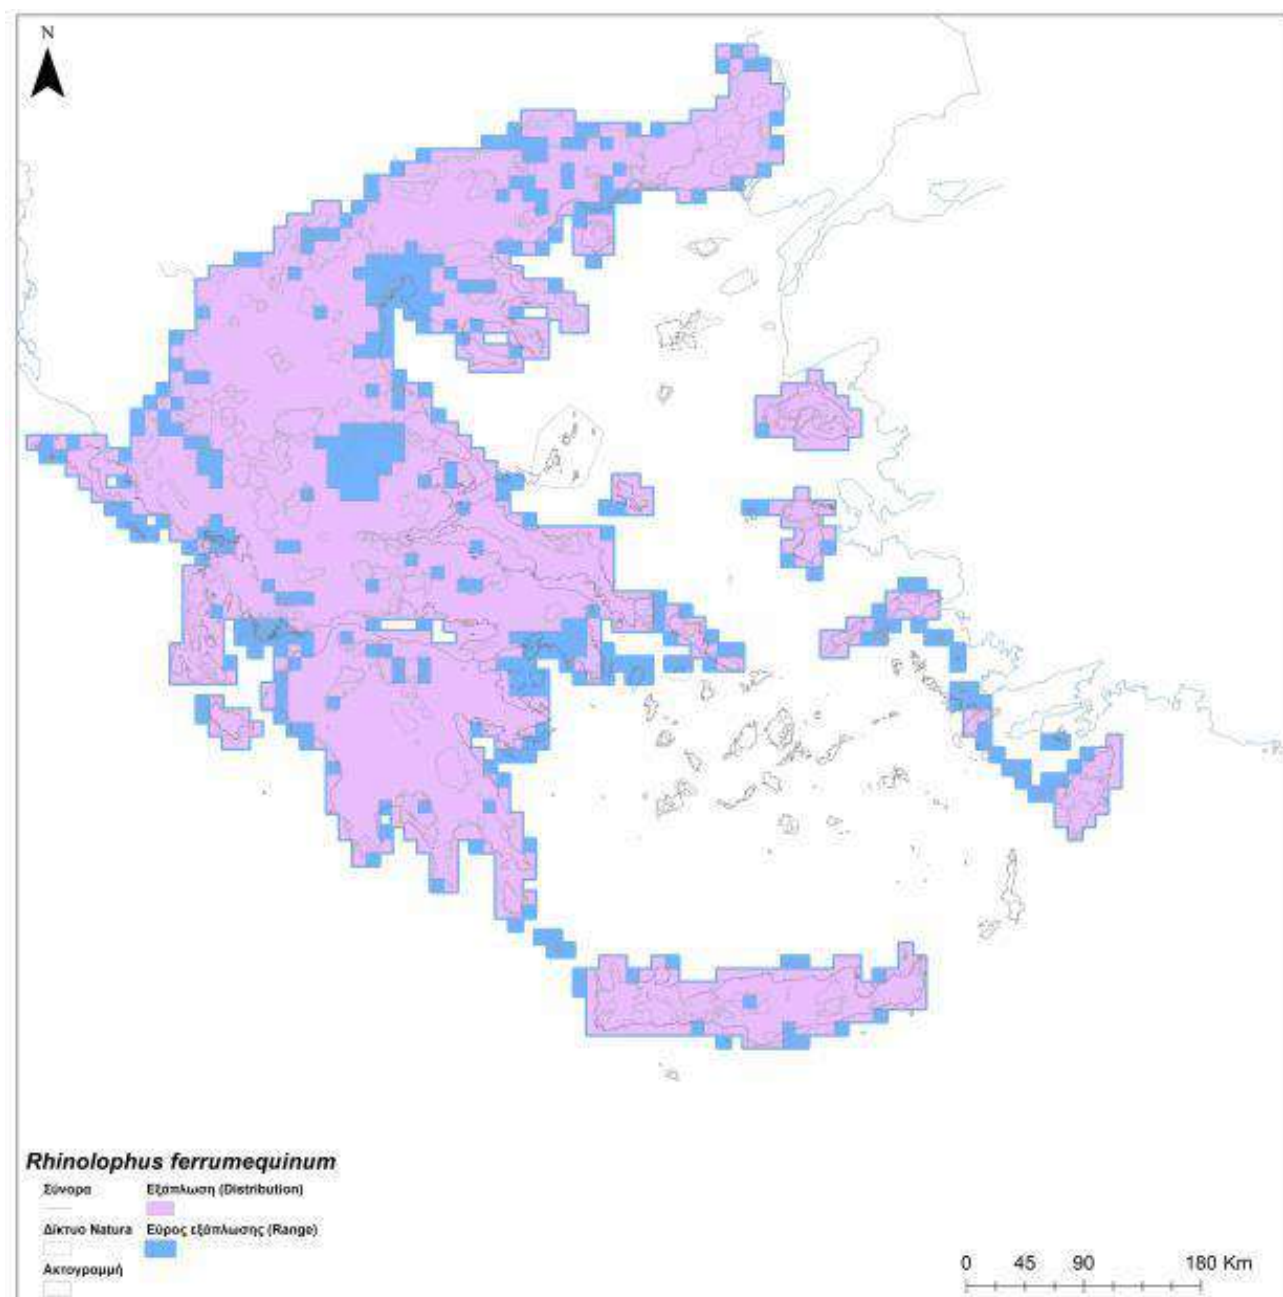 N
Rhinolophus ferrumequinum
Σύνορα Εξάπλωση (Distribution)
Δίκτυο Natura Εύρος εξάπλωσης (Range)
Ακτογραμμή
0 45 90 180 Km